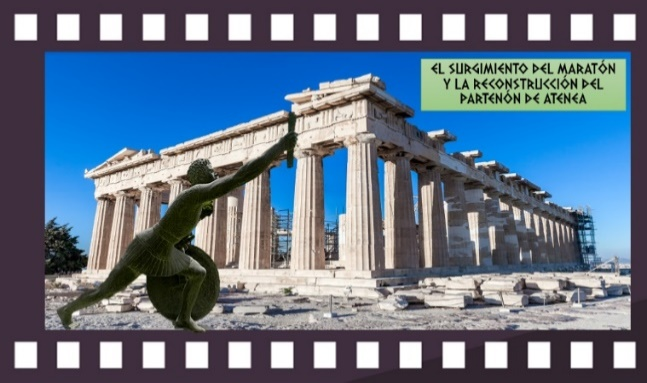 EL SURGIMIENTO DEL MARATÓN
Y LA RECONSTRUCCIÓN DEL
PARTENÓN DE ATENEA